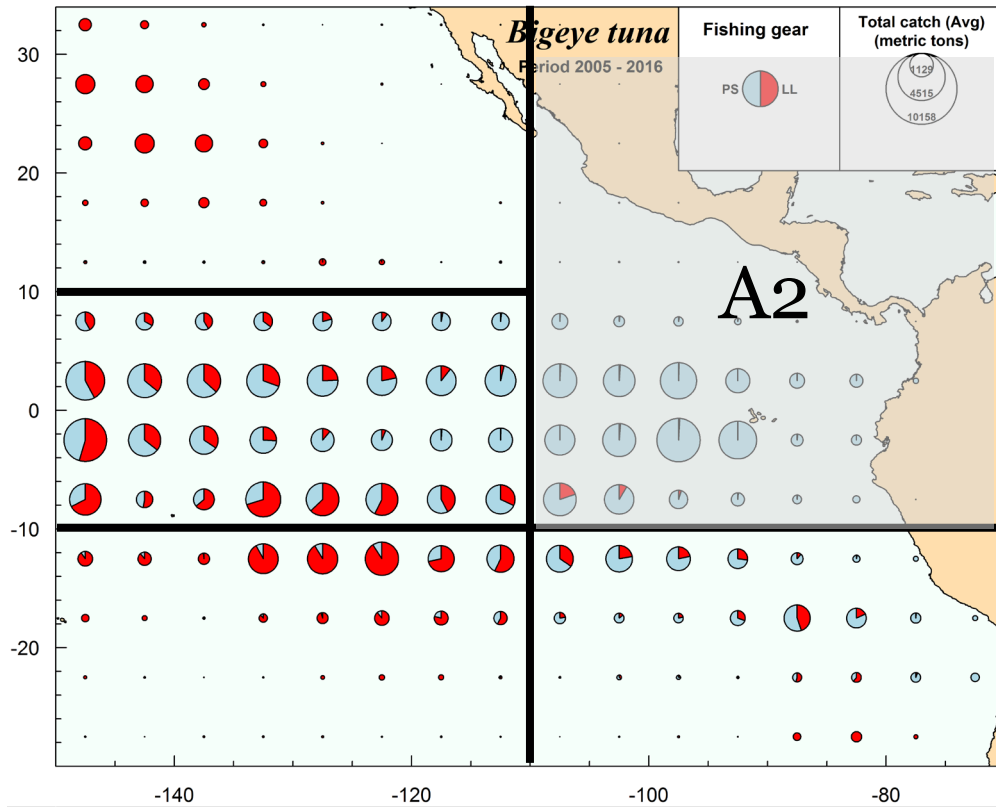 Bigeye tuna
Period 2005 - 2016
Fishing gear
PS
LL
Total catch (Avg)
(metric tons)
1129
4515
10158
A2
30
20
10
0
-10
-20
-140
-120
-100
-80